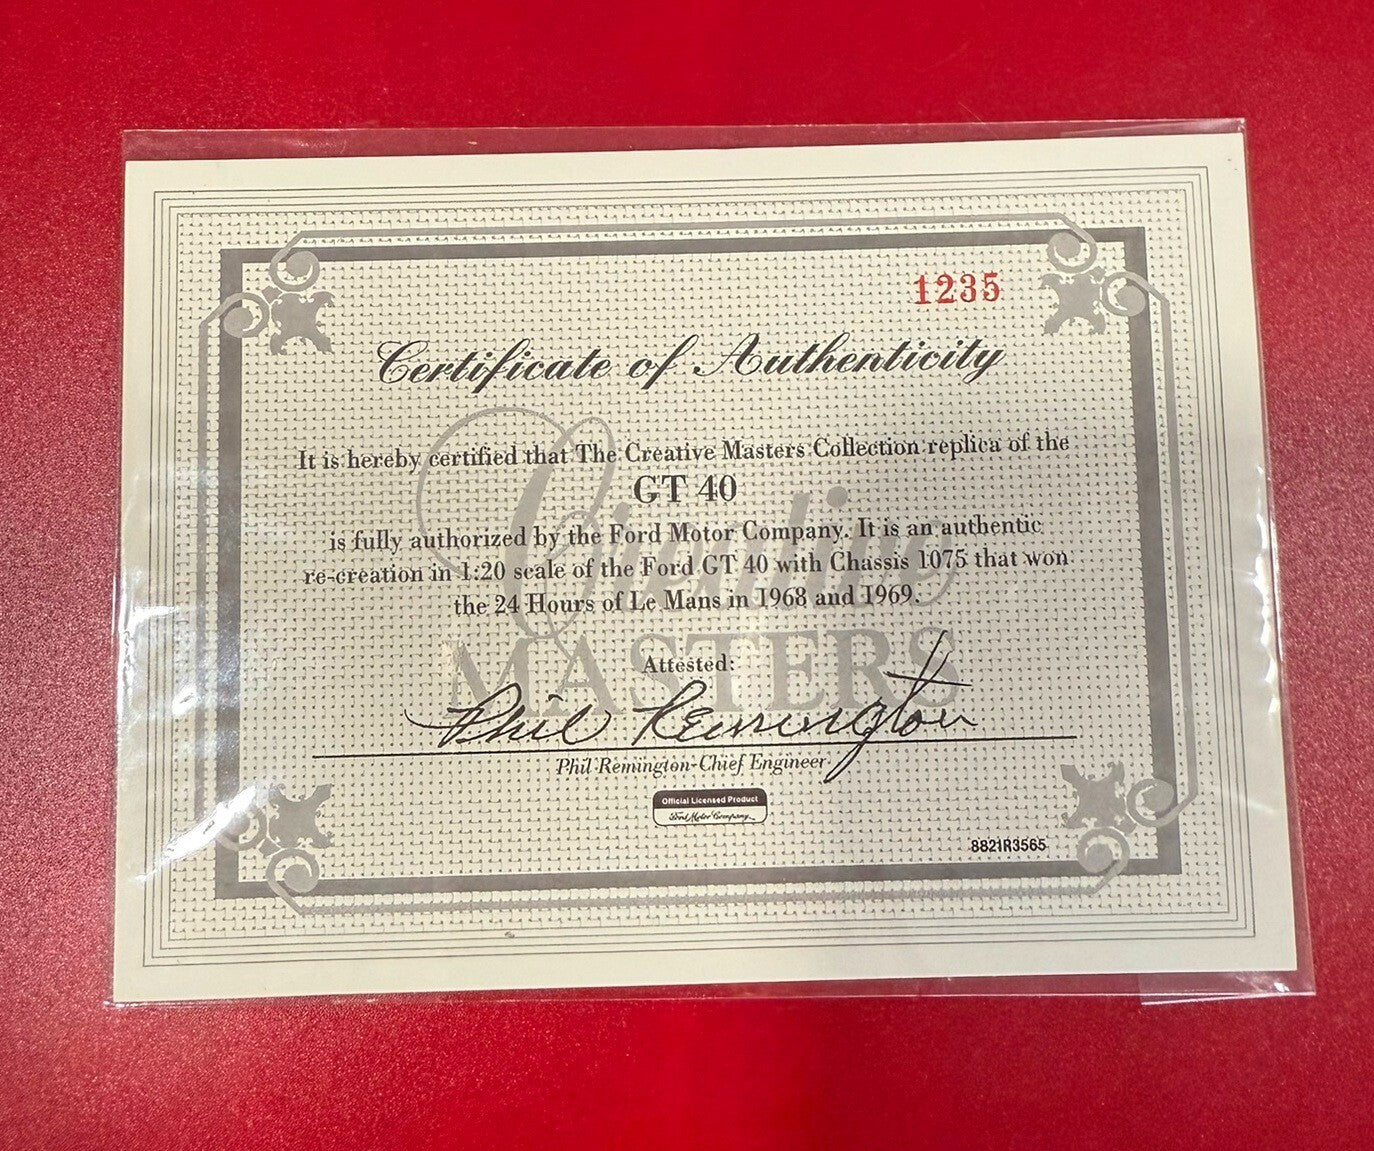 1235
Certificate of Authenticity
It is hereby certified that The Creative Masters Collection replica of the
GT 40
is fully authorized by the Ford Motor Company. It is an authentic
re-creation in 1:20 scale of the Ford GT 40 with Chassis 1075 that won
the 24 Hours of Le Mans in 1968 and 1969.
Creative
MASTERS
Attested:
Phil Remington
Phil Remington-Chief Engineer
Official Licensed Product
Ford Motor Company
8821R3565